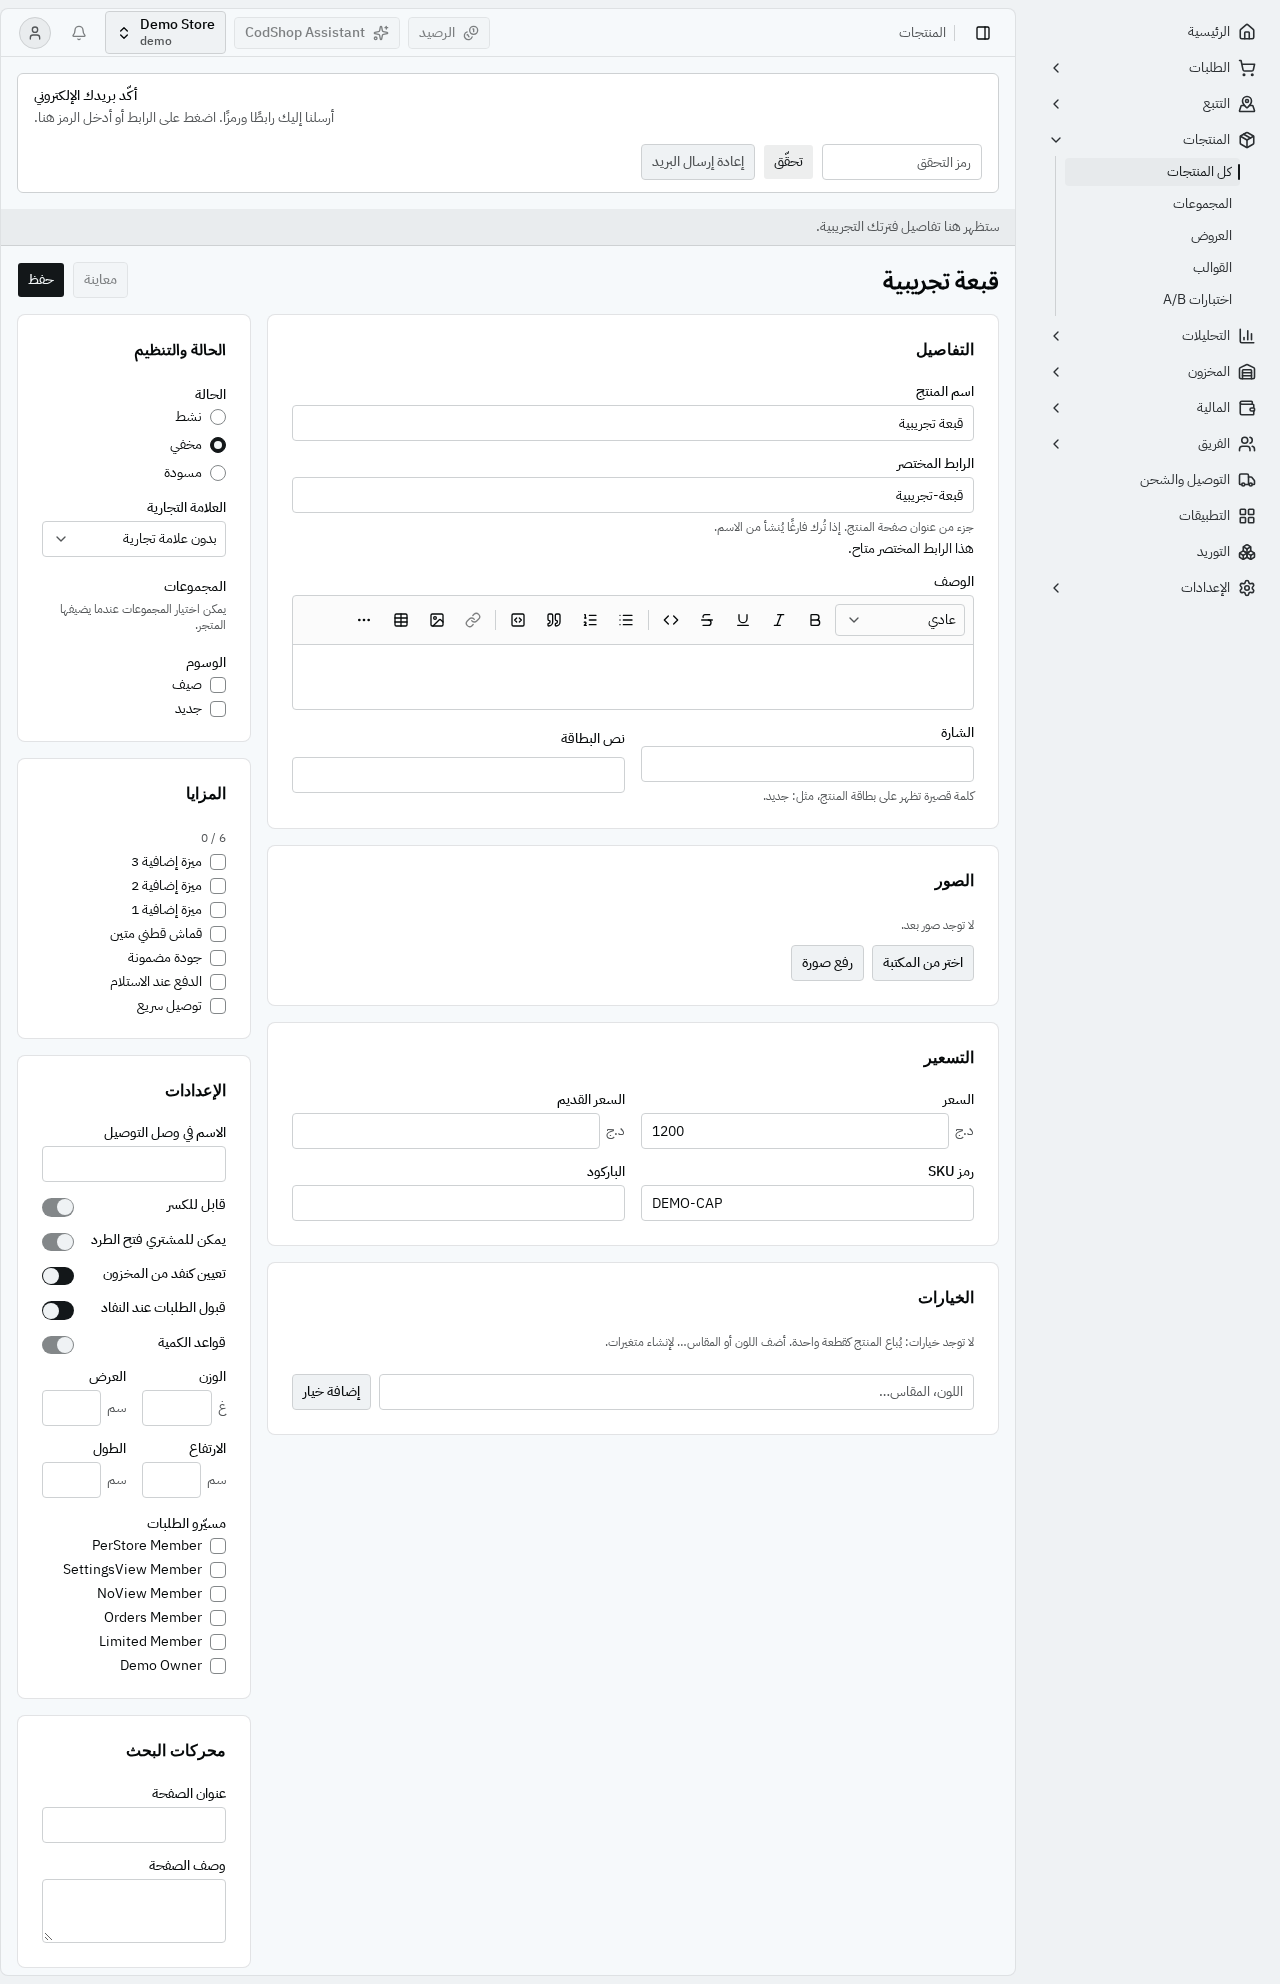 الرئيسية
الطلبات
التتبع
المنتجات
كل المنتجات
المجموعات
العروض
القوالب
اختبارات A/B
التحليلات
المخزون
المالية
الفريق
التوصيل والشحن
التطبيقات
التوريد
الإعدادات
المنتجات
الرصيد
CodShop Assistant
Demo Store
demo
أكّد بريدك الإلكتروني
أرسلنا إليك رابطًا ورمزًا. اضغط على الرابط أو أدخل الرمز هنا.
رمز التحقق
تحقّق
إعادة إرسال البريد
ستظهر هنا تفاصيل فترتك التجريبية.
قبعة تجريبية
معاينة
حفظ
التفاصيل
اسم المنتج
قبعة تجريبية
الرابط المختصر
قبعة-تجريبية
جزء من عنوان صفحة المنتج. إذا تُرك فارغًا يُنشأ من الاسم.
هذا الرابط المختصر متاح.
الوصف
عادي
الشارة
كلمة قصيرة تظهر على بطاقة المنتج، مثل: جديد.
نص البطاقة
الصور
لا توجد صور بعد.
اختر من المكتبة
رفع صورة
التسعير
السعر
د.ج
1200
السعر القديم
د.ج
رمز SKU
DEMO-CAP
الباركود
الخيارات
لا توجد خيارات: يُباع المنتج كقطعة واحدة. أضف اللون أو المقاس… لإنشاء متغيرات.
اللون، المقاس…
إضافة خيار
الحالة والتنظيم
الحالة
نشط
مخفي
مسودة
العلامة التجارية
بدون علامة تجارية
المجموعات
يمكن اختيار المجموعات عندما يضيفها
المتجر.
الوسوم
صيف
جديد
المزايا
0 / 6
ميزة إضافية 3
ميزة إضافية 2
ميزة إضافية 1
قماش قطني متين
جودة مضمونة
الدفع عند الاستلام
توصيل سريع
الإعدادات
الاسم في وصل التوصيل
قابل للكسر
يمكن للمشتري فتح الطرد
تعيين كنفد من المخزون
قبول الطلبات عند النفاد
قواعد الكمية
الوزن
غ
العرض
سم
الارتفاع
سم
الطول
سم
مسيّرو الطلبات
PerStore Member
SettingsView Member
NoView Member
Orders Member
Limited Member
Demo Owner
محركات البحث
عنوان الصفحة
وصف الصفحة